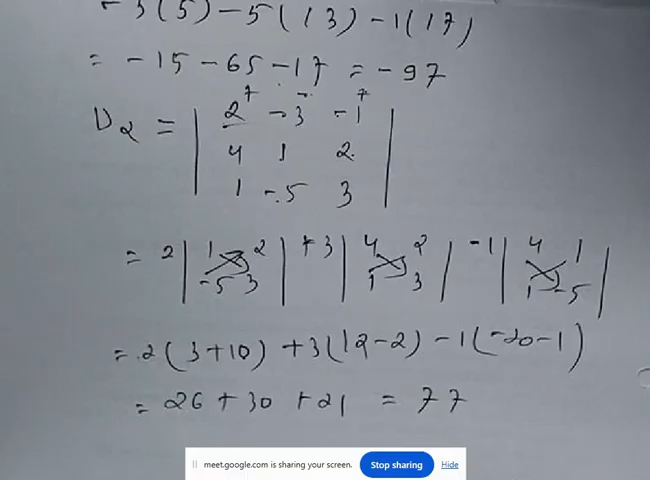 - 3(5) - 5(13) - 1(17)
= -15 - 65 - 17 = -97
D₂ = | 2 -3 -1 |
| 4 1 2 |
| 1 -5 3 |
= 2 | 1 2 | + 3 | 4 2 | - 1 | 4 1 |
| -5 3 | | 1 3 | | 1 -5 |
= 2(3+10) + 3(12-2) - 1(-20-1)
= 26 + 30 + 21 = 77
meet.google.com is sharing your screen. Stop sharing Hide